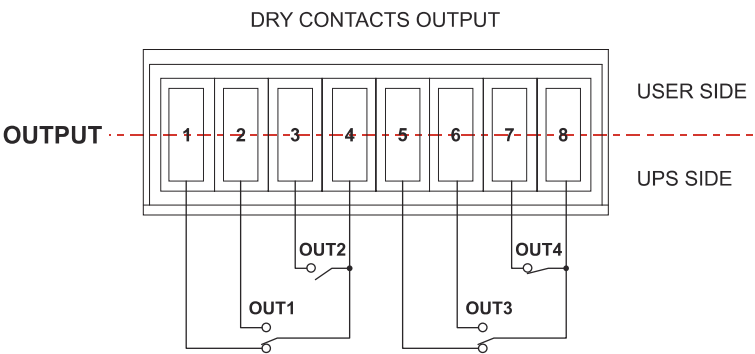 DRY CONTACTS OUTPUT
USER SIDE
OUTPUT
1 2 3 4 5 6 7 8
UPS SIDE
OUT2 OUT4
OUT1 OUT3